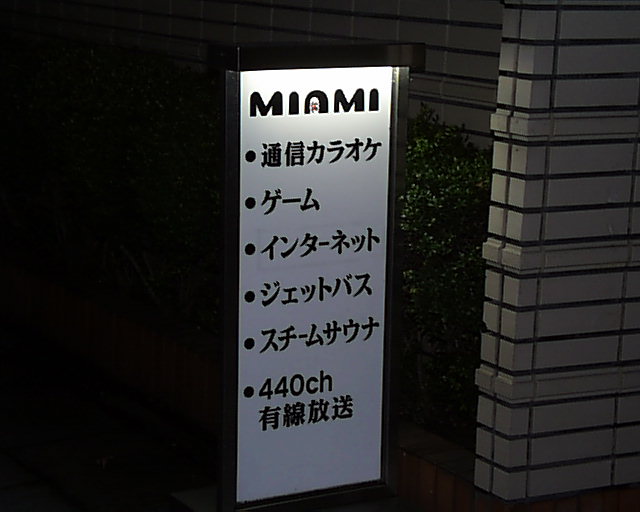 MIAMI
・通信カラオケ
・ゲーム
・インターネット
・ジェットバス
・スチームサウナ
・440ch
有線放送